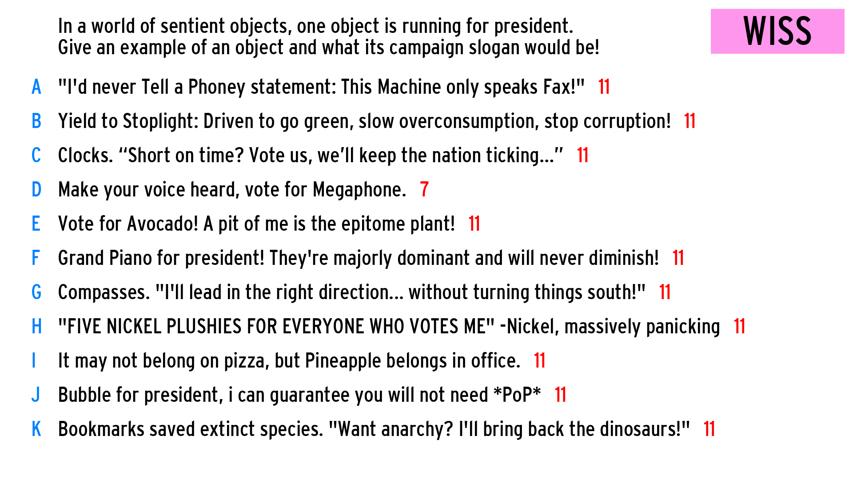 In a world of sentient objects, one object is running for president.
Give an example of an object and what its campaign slogan would be!
WISS
A "I'd never Tell a Phoney statement: This Machine only speaks Fax!" 11
B Yield to Stoplight: Driven to go green, slow overconsumption, stop corruption! 11
C Clocks. “Short on time? Vote us, we’ll keep the nation ticking...” 11
D Make your voice heard, vote for Megaphone. 7
E Vote for Avocado! A pit of me is the epitome plant! 11
F Grand Piano for president! They're majorly dominant and will never diminish! 11
G Compasses. "I'll lead in the right direction... without turning things south!" 11
H "FIVE NICKEL PLUSHIES FOR EVERYONE WHO VOTES ME" -Nickel, massively panicking 11
I It may not belong on pizza, but Pineapple belongs in office. 11
J Bubble for president, i can guarantee you will not need *PoP* 11
K Bookmarks saved extinct species. "Want anarchy? I'll bring back the dinosaurs!" 11